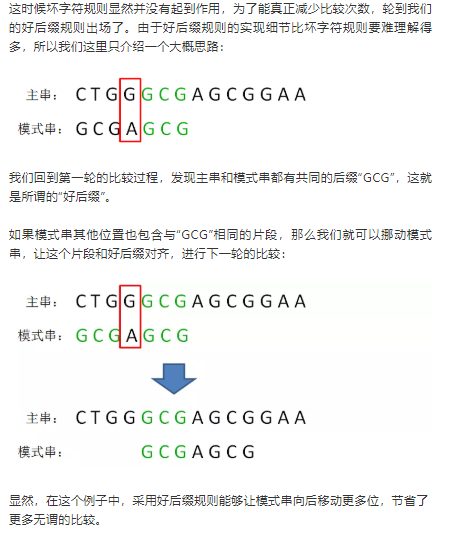 这时候坏字符规则显然并没有起到作用，为了能真正减少比较次数，轮到我们
的好后缀规则出场了。由于好后缀规则的实现细节比坏字符规则要难理解得
多，所以我们这里只介绍一个大概思路：
主串： C T G G G C G A G C G G A A
模式串： G C G A G C G
我们回到第一轮的比较过程，发现主串和模式串都有共同的后缀“GCG”，这就
是所谓的“好后缀”。
如果模式串其他位置也包含与“GCG”相同的片段，那么我们就可以挪动模式
串，让这个片段和好后缀对齐，进行下一轮的比较：
主串： C T G G G C G A G C G G A A
模式串： G C G A G C G
主串： C T G G G C G A G C G G A A
模式串： G C G A G C G
显然，在这个例子中，采用好后缀规则能够让模式串向后移动更多位，节省了
更多无谓的比较。